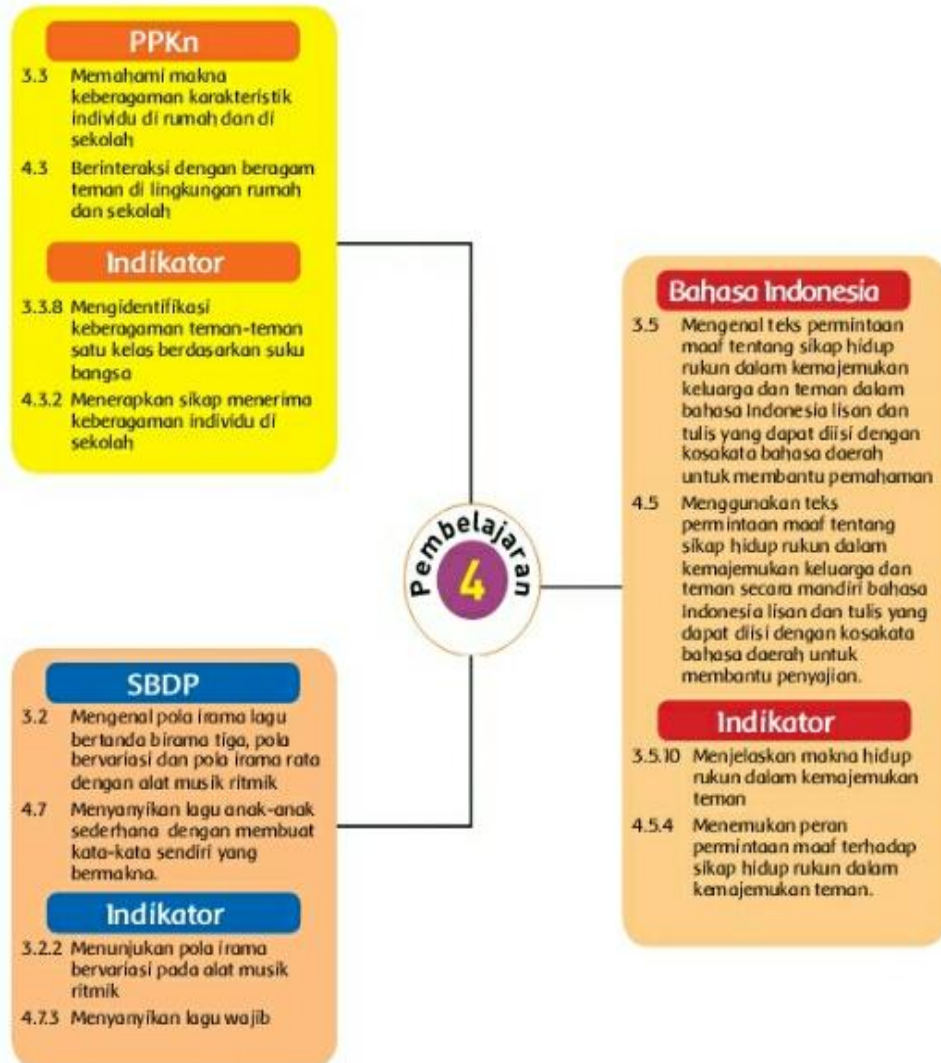 PPKn
3.3 Memahami makna
keberagaman karakteristik
individu di rumah dan di
sekolah
4.3 Berinteraksi dengan beragam
teman di lingkungan rumah
dan sekolah
Indikator
3.3.8 Mengidentifikasi
keberagaman teman-teman
satu kelas berdasarkan suku
bangsa
4.3.2 Menerapkan sikap menerima
keberagaman individu di
sekolah
Bahasa Indonesia
3.5 Mengenal teks permintaan
maaf tentang sikap hidup
rukun dalam kemajemukan
keluarga dan teman dalam
bahasa Indonesia lisan dan
tulis yang dapat diisi dengan
kosakata bahasa daerah
untuk membantu pemahaman
4.5 Menggunakan teks
permintaan maaf tentang
sikap hidup rukun dalam
kemajemukan keluarga dan
teman secara mandiri bahasa
Indonesia lisan dan tulis yang
dapat diisi dengan kosakata
bahasa daerah untuk
membantu penyajian.
Indikator
3.5.10 Menjelaskan makna hidup
rukun dalam kemajemukan
teman
4.5.4 Menemukan peran
permintaan maaf terhadap
sikap hidup rukun dalam
kemajemukan teman.
Pembelajaran
4
SBDP
3.2 Mengenal pola irama lagu
bertanda birama tiga, pola
bervariasi dan pola irama rata
dengan alat musik ritmik
4.7 Menyanyikan lagu anak-anak
sederhana dengan membuat
kata-kata sendiri yang
bermakna.
Indikator
3.2.2 Menunjukan pola irama
bervariasi pada alat musik
ritmik
4.7.3 Menyanyikan lagu wajib